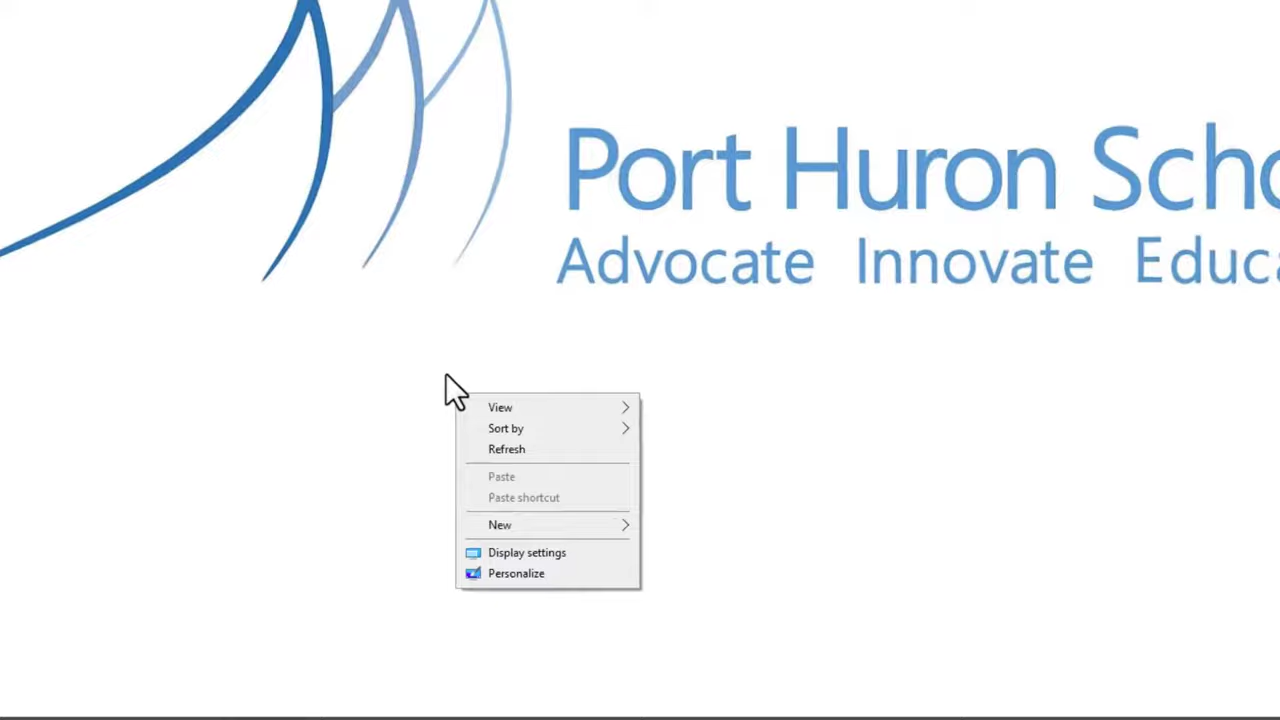 Port Huron Scho
Advocate Innovate Educa
View
Sort by
Refresh
Paste
Paste shortcut
New
Display settings
Personalize